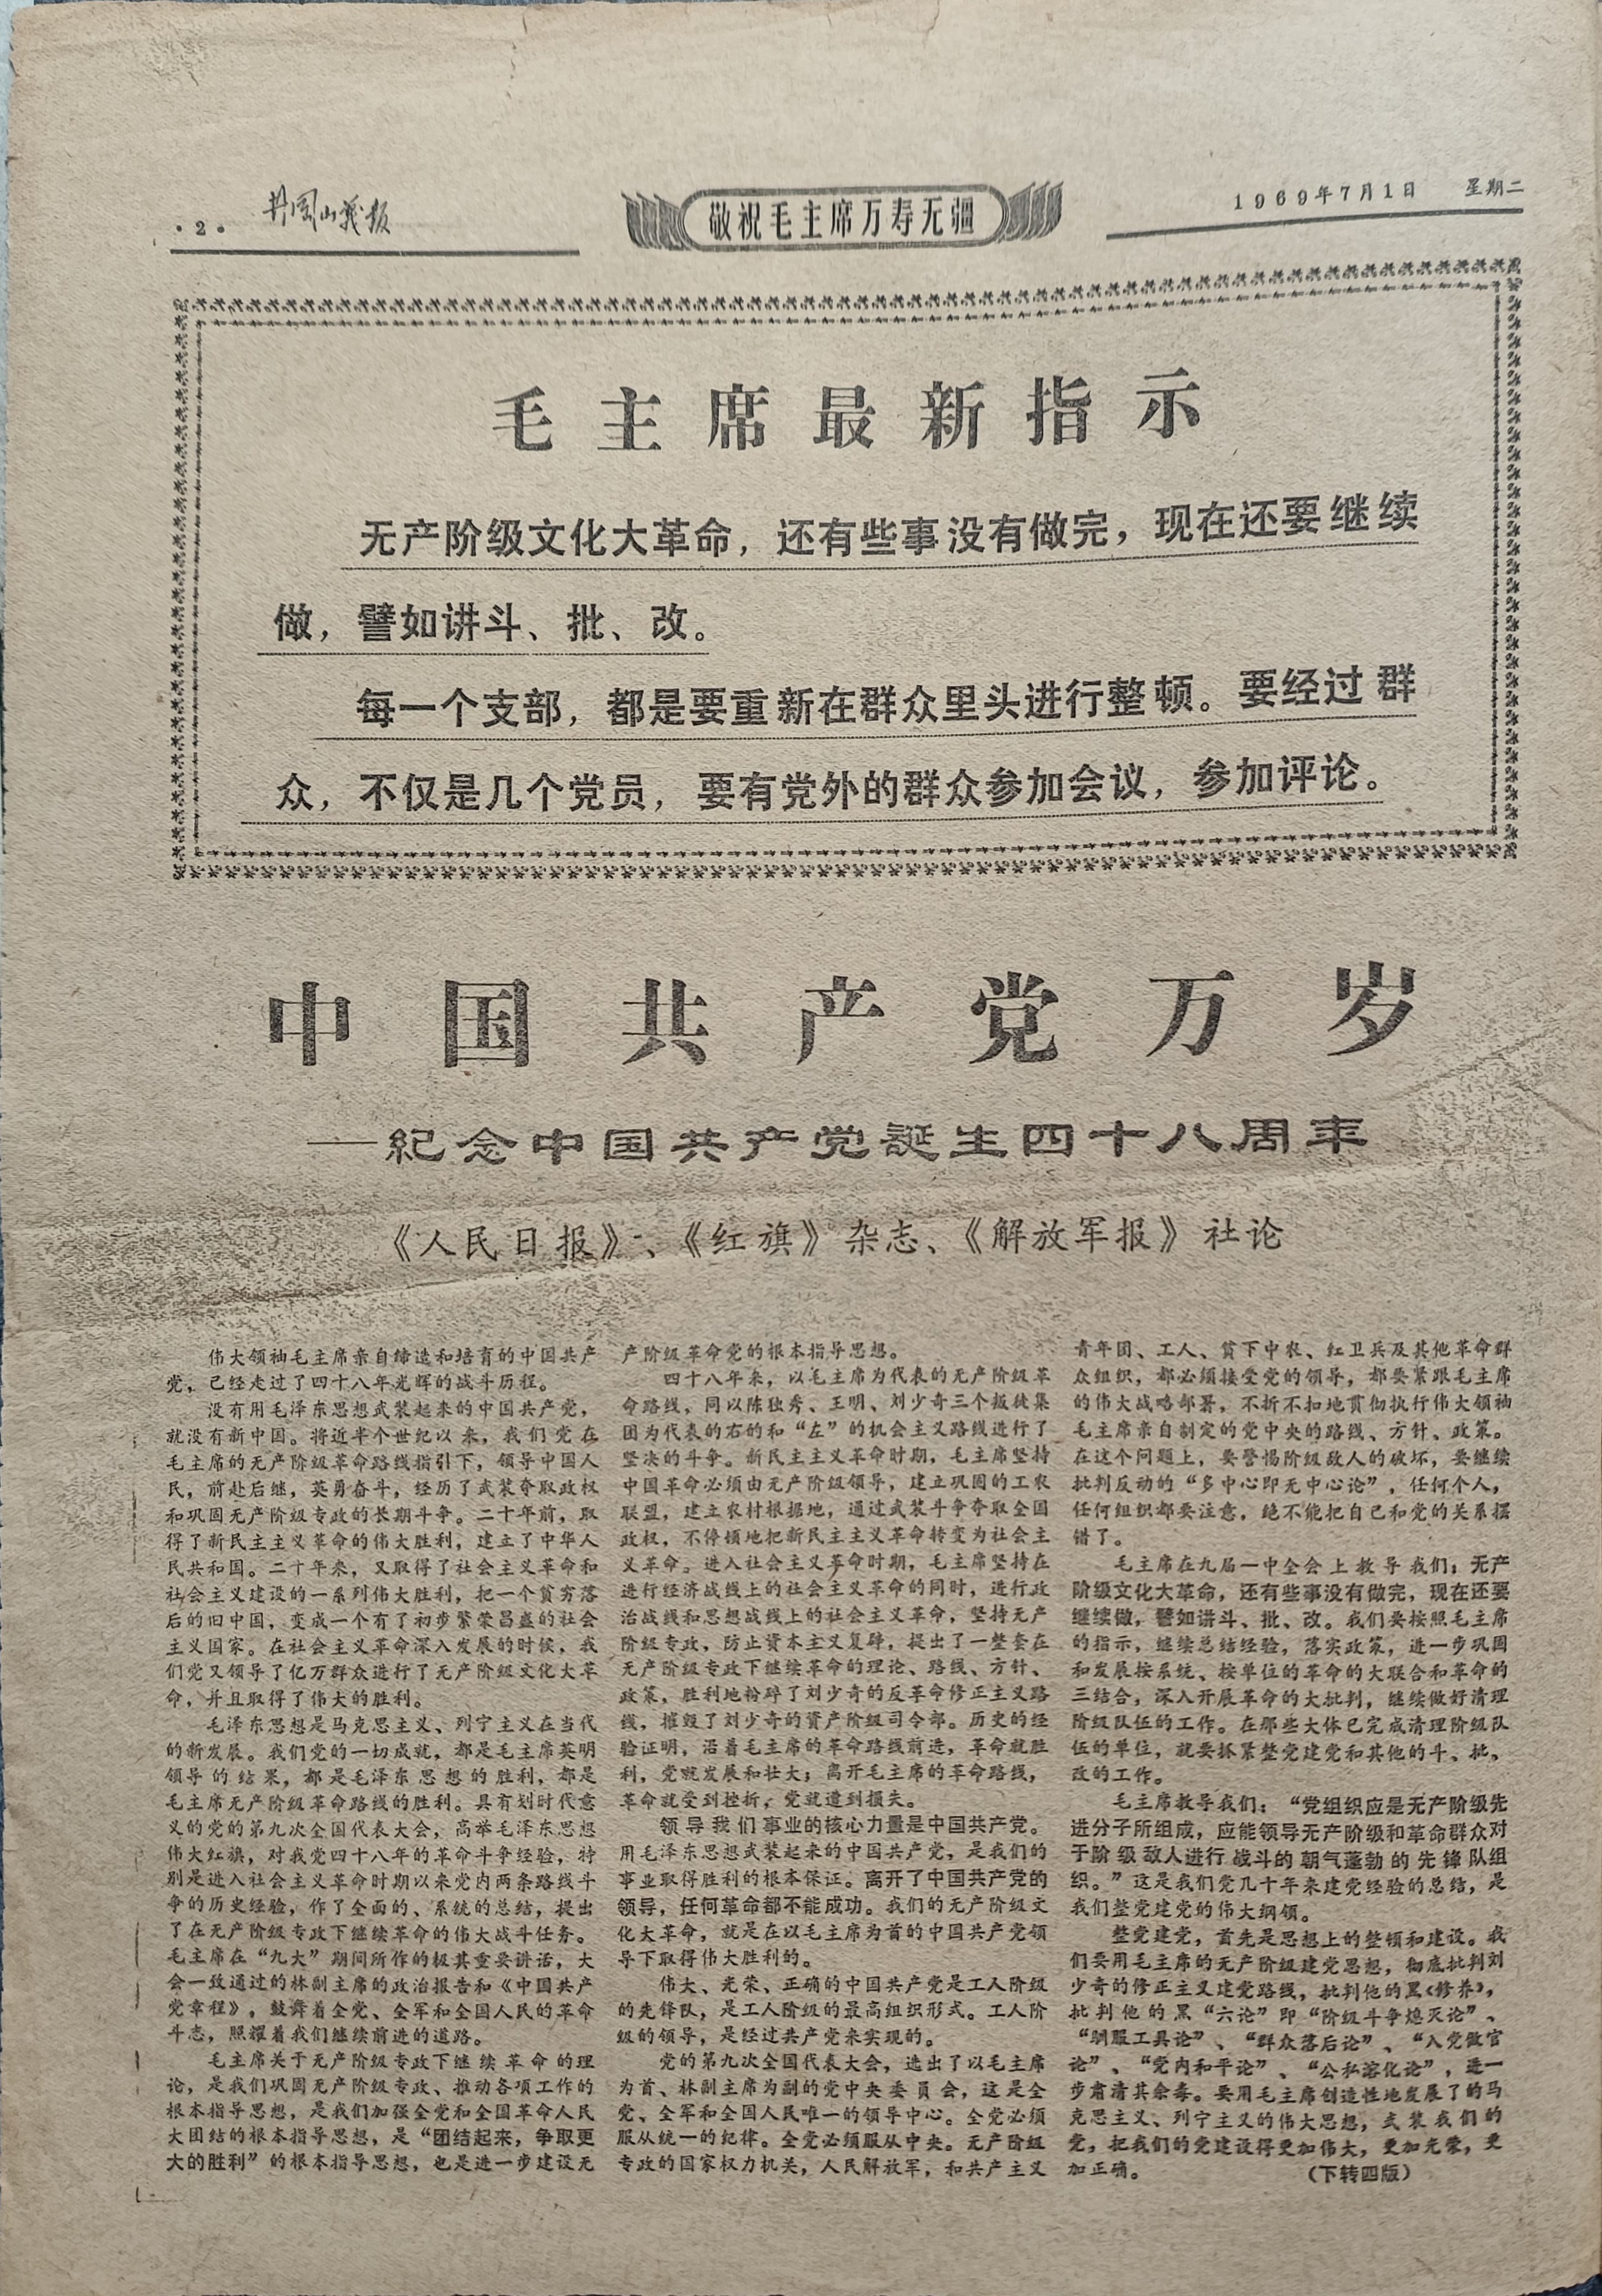 ·2·
井冈山战报
敬祝毛主席万寿无疆
1969年7月1日 星期二
毛主席最新指示
无产阶级文化大革命，还有些事没有做完，现在还要继续
做，譬如讲斗、批、改。
每一个支部，都是要重新在群众里头进行整顿。要经过群
众，不仅是几个党员，要有党外的群众参加会议，参加评论。
中国共产党万岁
——纪念中国共产党誕生四十八周年
《人民日报》、《红旗》杂志、《解放军报》社论
伟大领袖毛主席亲自缔造和培育的中国共产
党，已经走过了四十八年光辉的战斗历程。
没有用毛泽东思想武装起来的中国共产党，
就没有新中国。将近半个世纪以来，我们党在
毛主席的无产阶级革命路线指引下，领导中国人
民，前赴后继，英勇奋斗，经历了武装夺取政权
和巩固无产阶级专政的长期斗争。二十年前，取
得了新民主主义革命的伟大胜利，建立了中华人
民共和国。二十年来，又取得了社会主义革命和
社会主义建设的一系列伟大胜利，把一个贫穷落
后的旧中国，变成一个有了初步繁荣昌盛的社会
主义国家。在社会主义革命深入发展的时候，我
们党又领导了亿万群众进行了无产阶级文化大革
命，并且取得了伟大的胜利。
毛泽东思想是马克思主义、列宁主义在当代
的新发展。我们党的一切成就，都是毛主席英明
领导的结果，都是毛泽东思想的胜利，都是
毛主席无产阶级革命路线的胜利。具有划时代意
义的党的第九次全国代表大会，高举毛泽东思想
伟大红旗，对我党四十八年的革命斗争经验，特
别是进入社会主义革命时期以来党内两条路线斗
争的历史经验，作了全面的、系统的总结，提出
了在无产阶级专政下继续革命的伟大战斗任务。
毛主席在“九大”期间所作的极其重要讲话，大
会一致通过的林副主席的政治报告和《中国共产
党章程》，鼓舞着全党、全军和全国人民的革命
斗志，照耀着我们继续前进的道路。
毛主席关于无产阶级专政下继续革命的理
论，是我们巩固无产阶级专政、推动各项工作的
根本指导思想，是我们加强全党和全国革命人民
大团结的根本指导思想，是“团结起来，争取更
大的胜利”的根本指导思想，也是进一步建设无
产阶级革命党的根本指导思想。
四十八年来，以毛主席为代表的无产阶级革
命路线，同以陈独秀、王明、刘少奇三个叛徒集
团为代表的右的和“左”的机会主义路线进行了
坚决的斗争。新民主主义革命时期，毛主席坚持
中国革命必须由无产阶级领导，建立巩固的工农
联盟，建立农村根据地，通过武装斗争夺取全国
政权，不停顿地把新民主主义革命转变为社会主
义革命。进入社会主义革命时期，毛主席坚持在
进行经济战线上的社会主义革命的同时，进行政
治战线和思想战线上的社会主义革命，坚持无产
阶级专政，防止资本主义复辟，提出了一整套在
无产阶级专政下继续革命的理论、路线、方针、
政策，胜利地粉碎了刘少奇的反革命修正主义路
线，摧毁了刘少奇的资产阶级司令部。历史的经
验证明，沿着毛主席的革命路线前进，革命就胜
利，党就发展和壮大；离开毛主席的革命路线，
革命就受到挫折，党就遭到损失。
领导我们事业的核心力量是中国共产党。
用毛泽东思想武装起来的中国共产党，是我们的
事业取得胜利的根本保证。离开了中国共产党的
领导，任何革命都不能成功。我们的无产阶级文
化大革命，就是在以毛主席为首的中国共产党领
导下取得伟大胜利的。
伟大、光荣、正确的中国共产党是工人阶级
的先锋队，是工人阶级的最高组织形式。工人阶
级的领导，是经过共产党来实现的。
党的第九次全国代表大会，选出了以毛主席
为首、林副主席为副的党中央委员会，这是全
党、全军和全国人民唯一的领导中心。全党必须
服从统一的纪律。全党必须服从中央。无产阶级
专政的国家权力机关，人民解放军，和共产主义
青年团、工人、贫下中农、红卫兵及其他革命群
众组织，都必须接受党的领导，都要紧跟毛主席
的伟大战略部署，不折不扣地贯彻执行伟大领袖
毛主席亲自制定的党中央的路线、方针、政策。
在这个问题上，要警惕阶级敌人的破坏，要继续
批判反动的“多中心即无中心论”，任何个人，
任何组织都要注意，绝不能把自己和党的关系摆
错了。
毛主席在九届一中全会上教导我们：无产
阶级文化大革命，还有些事没有做完，现在还要
继续做，譬如讲斗、批、改。我们要按照毛主席
的指示，继续总结经验，落实政策，进一步巩固
和发展按系统、按单位的革命的大联合和革命的
三结合，深入开展革命的大批判，继续做好清理
阶级队伍的工作。在那些大体已完成清理阶级队
伍的单位，就要抓紧整党建党和其他的斗、批、
改的工作。
毛主席教导我们：“党组织应是无产阶级先
进分子所组成，应能领导无产阶级和革命群众对
于阶级敌人进行战斗的朝气蓬勃的先锋队组
织。”这是我们党几十年来建党经验的总结，是
我们整党建党的伟大纲领。
整党建党，首先是思想上的整顿和建设。我
们要用毛主席的无产阶级建党思想，彻底批判刘
少奇的修正主义建党路线，批判他的黑《修养》，
批判他的黑“六论”即“阶级斗争熄灭论”、
“驯服工具论”、“群众落后论”、“入党做官
论”、“党内和平论”、“公私溶化论”，进一
步肃清其余毒。要用毛主席创造性地发展了的马
克思主义、列宁主义的伟大思想，武装我们的
党，把我们的党建设得更加伟大，更加光荣，更
加正确。 （下转四版）